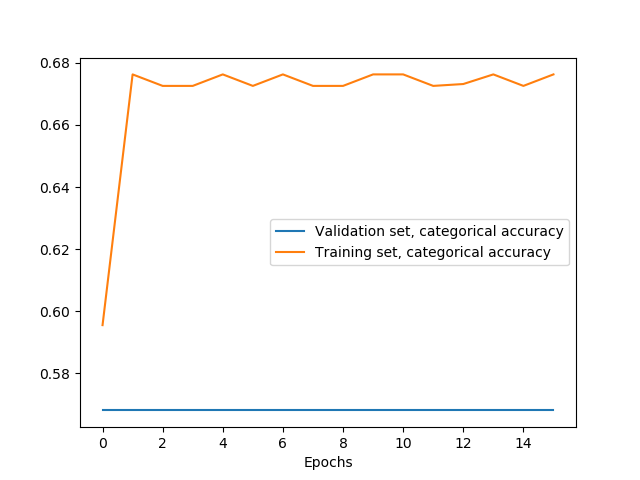 0.68
0.66
0.64
0.62
0.60
0.58
Validation set, categorical accuracy
Training set, categorical accuracy
0 2 4 6 8 10 12 14
Epochs